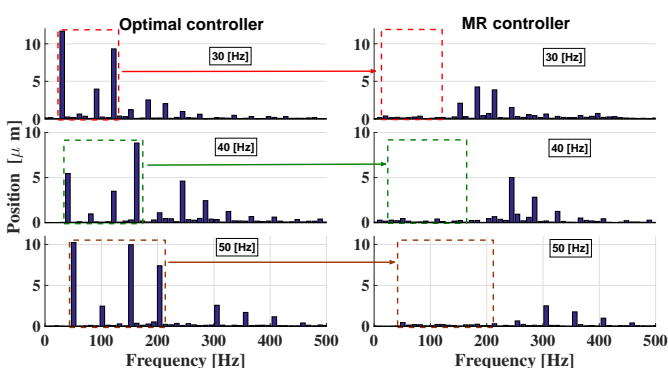 Optimal controller
MR controller
Position [μ m]
10
5
0
30 [Hz]
30 [Hz]
10
5
0
40 [Hz]
40 [Hz]
10
5
0
50 [Hz]
50 [Hz]
0 100 200 300 400 500
0 100 200 300 400 500
Frequency [Hz]
Frequency [Hz]